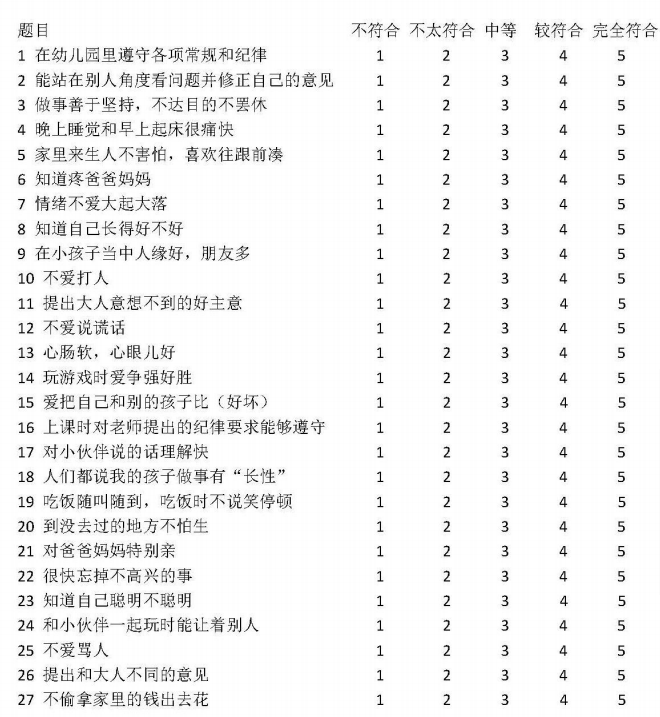 题目 不符合 不太符合 中等 较符合 完全符合
1 在幼儿园里遵守各项常规和纪律 1 2 3 4 5
2 能站在别人角度看问题并修正自己的意见 1 2 3 4 5
3 做事善于坚持，不达目的不罢休 1 2 3 4 5
4 晚上睡觉和早上起床很痛快 1 2 3 4 5
5 家里来生人不害怕，喜欢往跟前凑 1 2 3 4 5
6 知道疼爸爸妈妈 1 2 3 4 5
7 情绪不爱大起大落 1 2 3 4 5
8 知道自己长得好不好 1 2 3 4 5
9 在小孩子当中人缘好，朋友多 1 2 3 4 5
10 不爱打人 1 2 3 4 5
11 提出大人意想不到的好主意 1 2 3 4 5
12 不爱说谎话 1 2 3 4 5
13 心肠软，心眼儿好 1 2 3 4 5
14 玩游戏时爱争强好胜 1 2 3 4 5
15 爱把自己和别的孩子比（好坏） 1 2 3 4 5
16 上课时对老师提出的纪律要求能够遵守 1 2 3 4 5
17 对小伙伴说的话理解快 1 2 3 4 5
18 人们都说我的孩子做事有“长性” 1 2 3 4 5
19 吃饭随叫随到，吃饭时不说笑停顿 1 2 3 4 5
20 到没去过的地方不怕生 1 2 3 4 5
21 对爸爸妈妈特别亲 1 2 3 4 5
22 很快忘掉不高兴的事 1 2 3 4 5
23 知道自己聪明不聪明 1 2 3 4 5
24 和小伙伴一起玩时能让着别人 1 2 3 4 5
25 不爱骂人 1 2 3 4 5
26 提出和大人不同的意见 1 2 3 4 5
27 不偷拿家里的钱出去花 1 2 3 4 5